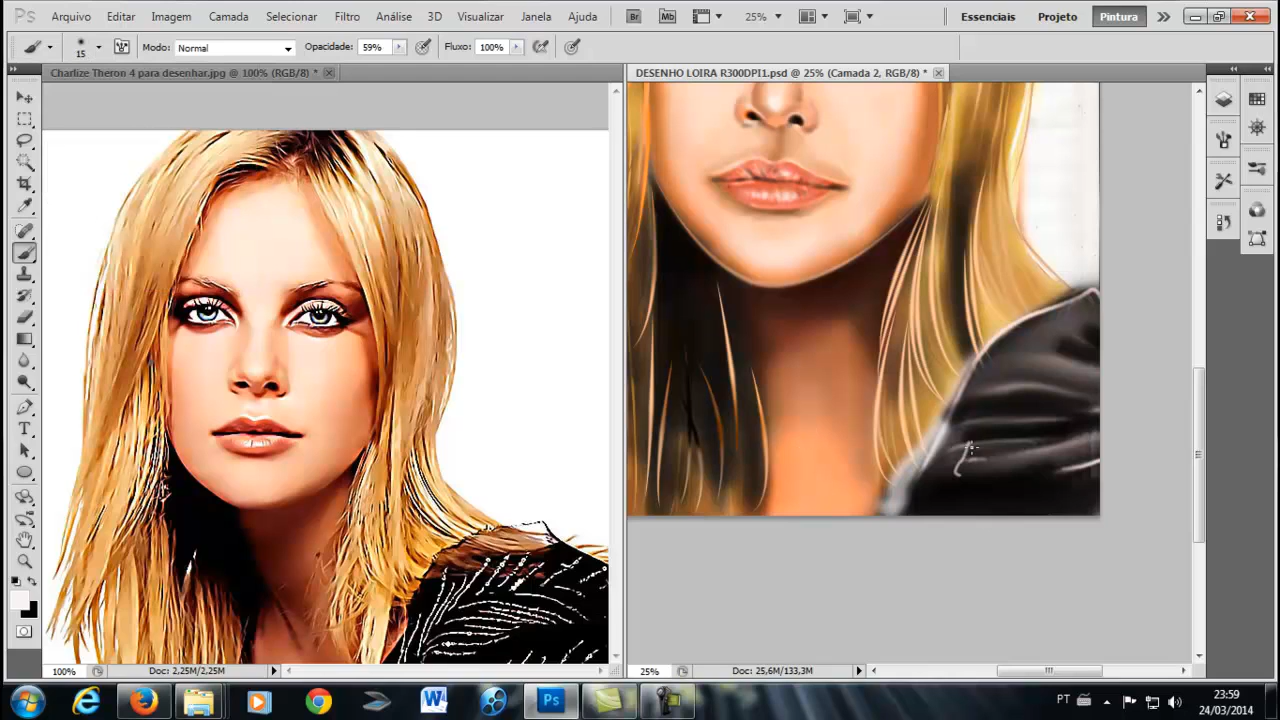 Ps Arquivo Editar Imagem Camada Selecionar Filtro Análise 3D Visualizar Janela Ajuda Br Mb 25% Essenciais Projeto Pintura
15 Modo: Normal Opacidade: 59% Fluxo: 100%
Charlize Theron 4 para desenhar.jpg @ 100% (RGB/8) *
DESENHO LOIRA R300DPI1.psd @ 25% (Camada 2, RGB/8) *
T
100% Doc: 2,25M/2,25M
25% Doc: 25,6M/133,3M
W Ps PT 23:59
24/03/2014